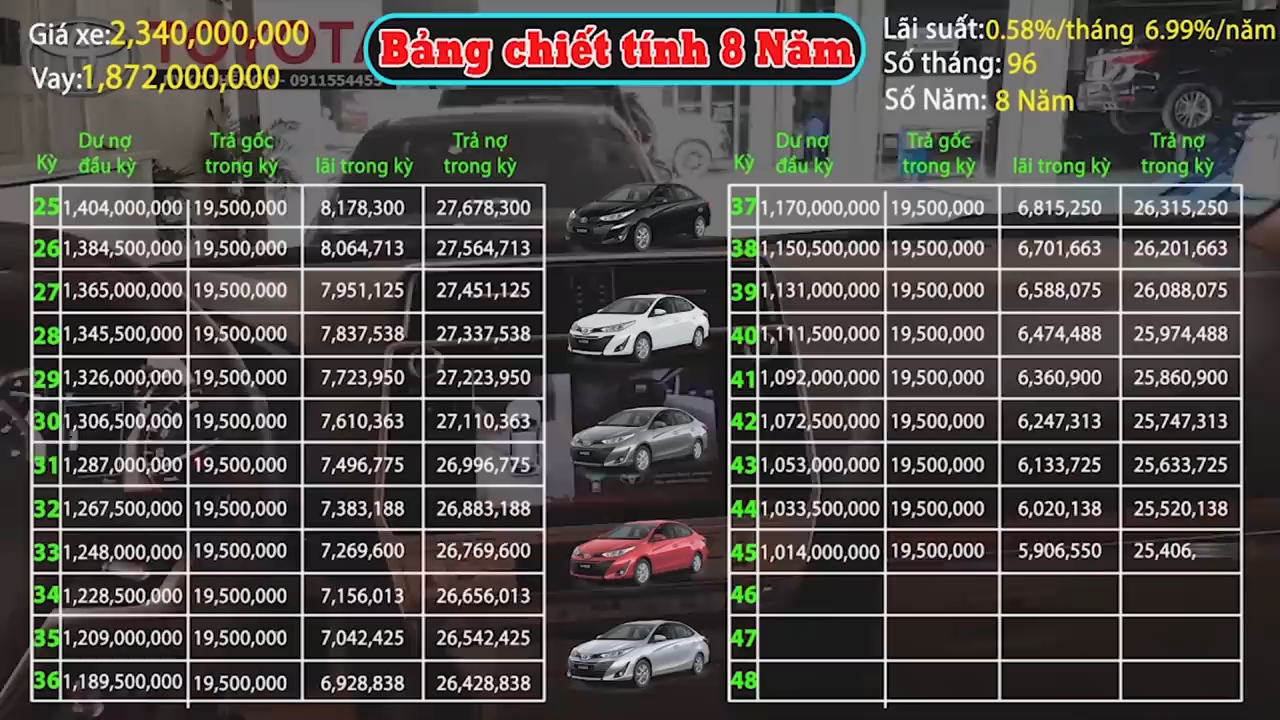 Giá xe:2,340,000,000
Vay:1,872,000,000
TOYOTA
0911554455
Bảng chiết tính 8 Năm
Lãi suất:0.58%/tháng 6.99%/năm
Số tháng: 96
Số Năm: 8 Năm
Kỳ Dư nợ đầu kỳ Trả gốc trong kỳ lãi trong kỳ Trả nợ trong kỳ
25 1,404,000,000 19,500,000 8,178,300 27,678,300
26 1,384,500,000 19,500,000 8,064,713 27,564,713
27 1,365,000,000 19,500,000 7,951,125 27,451,125
28 1,345,500,000 19,500,000 7,837,538 27,337,538
29 1,326,000,000 19,500,000 7,723,950 27,223,950
30 1,306,500,000 19,500,000 7,610,363 27,110,363
31 1,287,000,000 19,500,000 7,496,775 26,996,775
32 1,267,500,000 19,500,000 7,383,188 26,883,188
33 1,248,000,000 19,500,000 7,269,600 26,769,600
34 1,228,500,000 19,500,000 7,156,013 26,656,013
35 1,209,000,000 19,500,000 7,042,425 26,542,425
36 1,189,500,000 19,500,000 6,928,838 26,428,838
Kỳ Dư nợ đầu kỳ Trả gốc trong kỳ lãi trong kỳ Trả nợ trong kỳ
37 1,170,000,000 19,500,000 6,815,250 26,315,250
38 1,150,500,000 19,500,000 6,701,663 26,201,663
39 1,131,000,000 19,500,000 6,588,075 26,088,075
40 1,111,500,000 19,500,000 6,474,488 25,974,488
41 1,092,000,000 19,500,000 6,360,900 25,860,900
42 1,072,500,000 19,500,000 6,247,313 25,747,313
43 1,053,000,000 19,500,000 6,133,725 25,633,725
44 1,033,500,000 19,500,000 6,020,138 25,520,138
45 1,014,000,000 19,500,000 5,906,550 25,406,
46
47
48